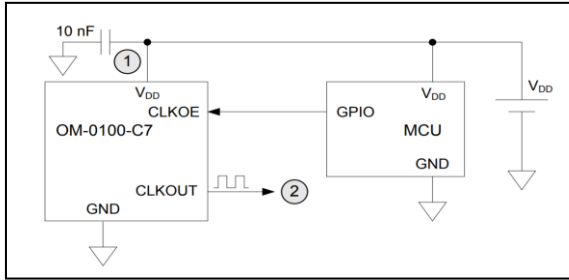 10 nF
1
VDD
VDD
VDD
CLKOE
GPIO
OM-0100-C7
MCU
GND
CLKOUT
2
GND